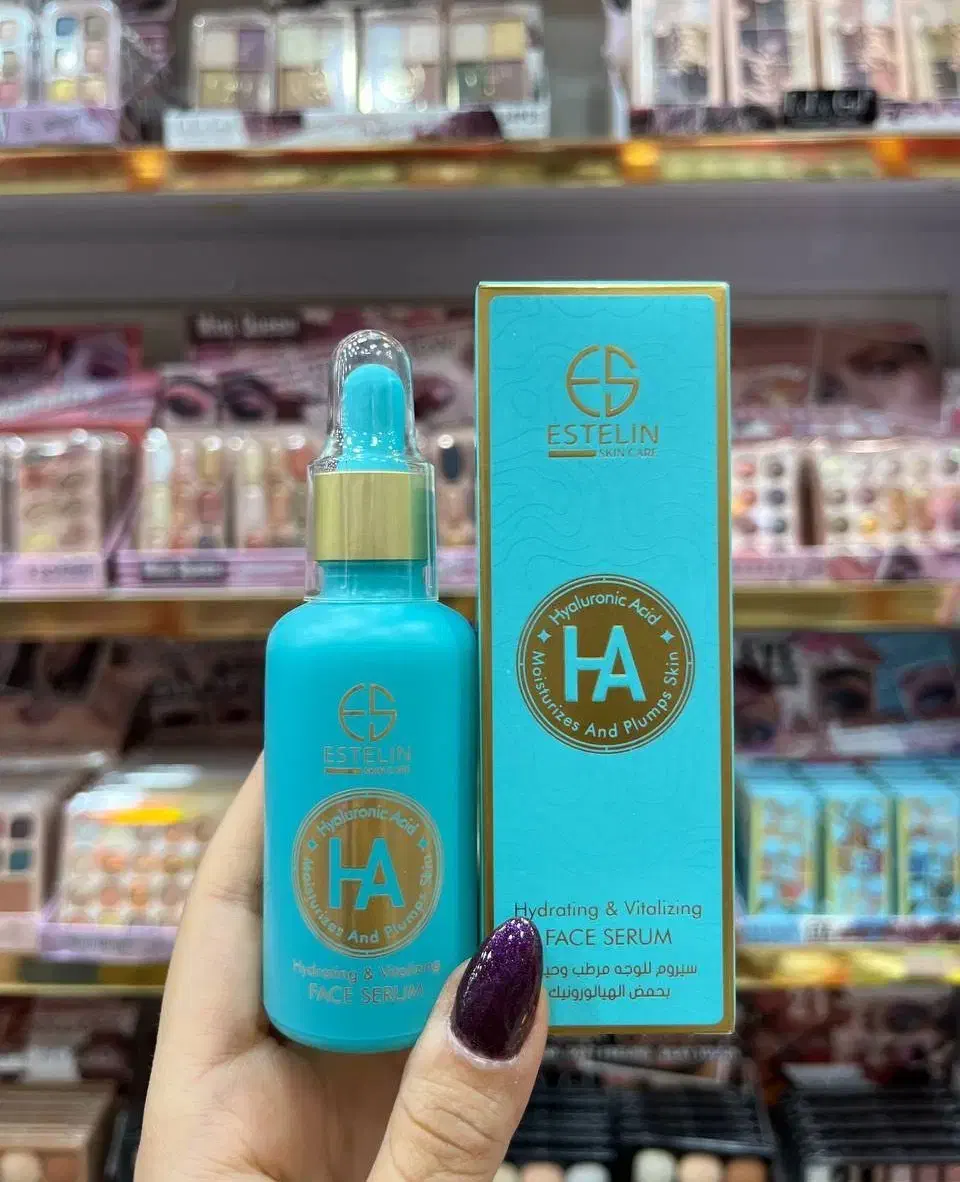 ESTELIN
SKIN CARE
Hyaluronic Acid
HA
Moisturizes And Plumps Skin
Hydrating & Vitalizing
FACE SERUM
ES
ESTELIN
SKIN CARE
Hyaluronic Acid
HA
Moisturizes And Plumps Skin
Hydrating & Vitalizing
FACE SERUM
سيروم للوجه مرطب
بحمض الهيالورونيك